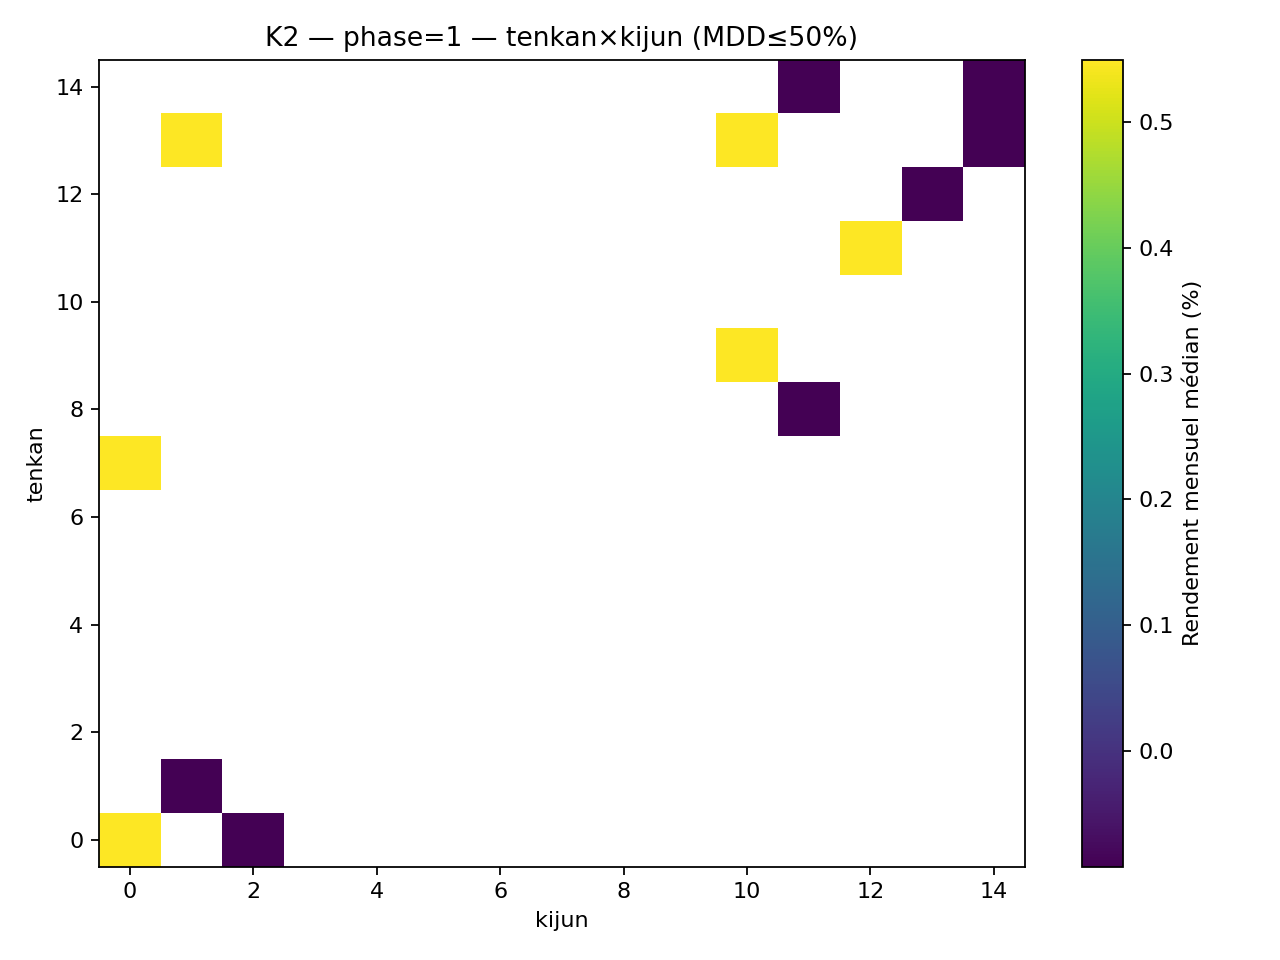 K2 — phase=1 — tenkan×kijun (MDD≤50%)
14
12
10
8
6
4
2
0
tenkan
0 2 4 6 8 10 12 14
kijun
0.5
0.4
0.3
0.2
0.1
0.0
Rendement mensuel médian (%)